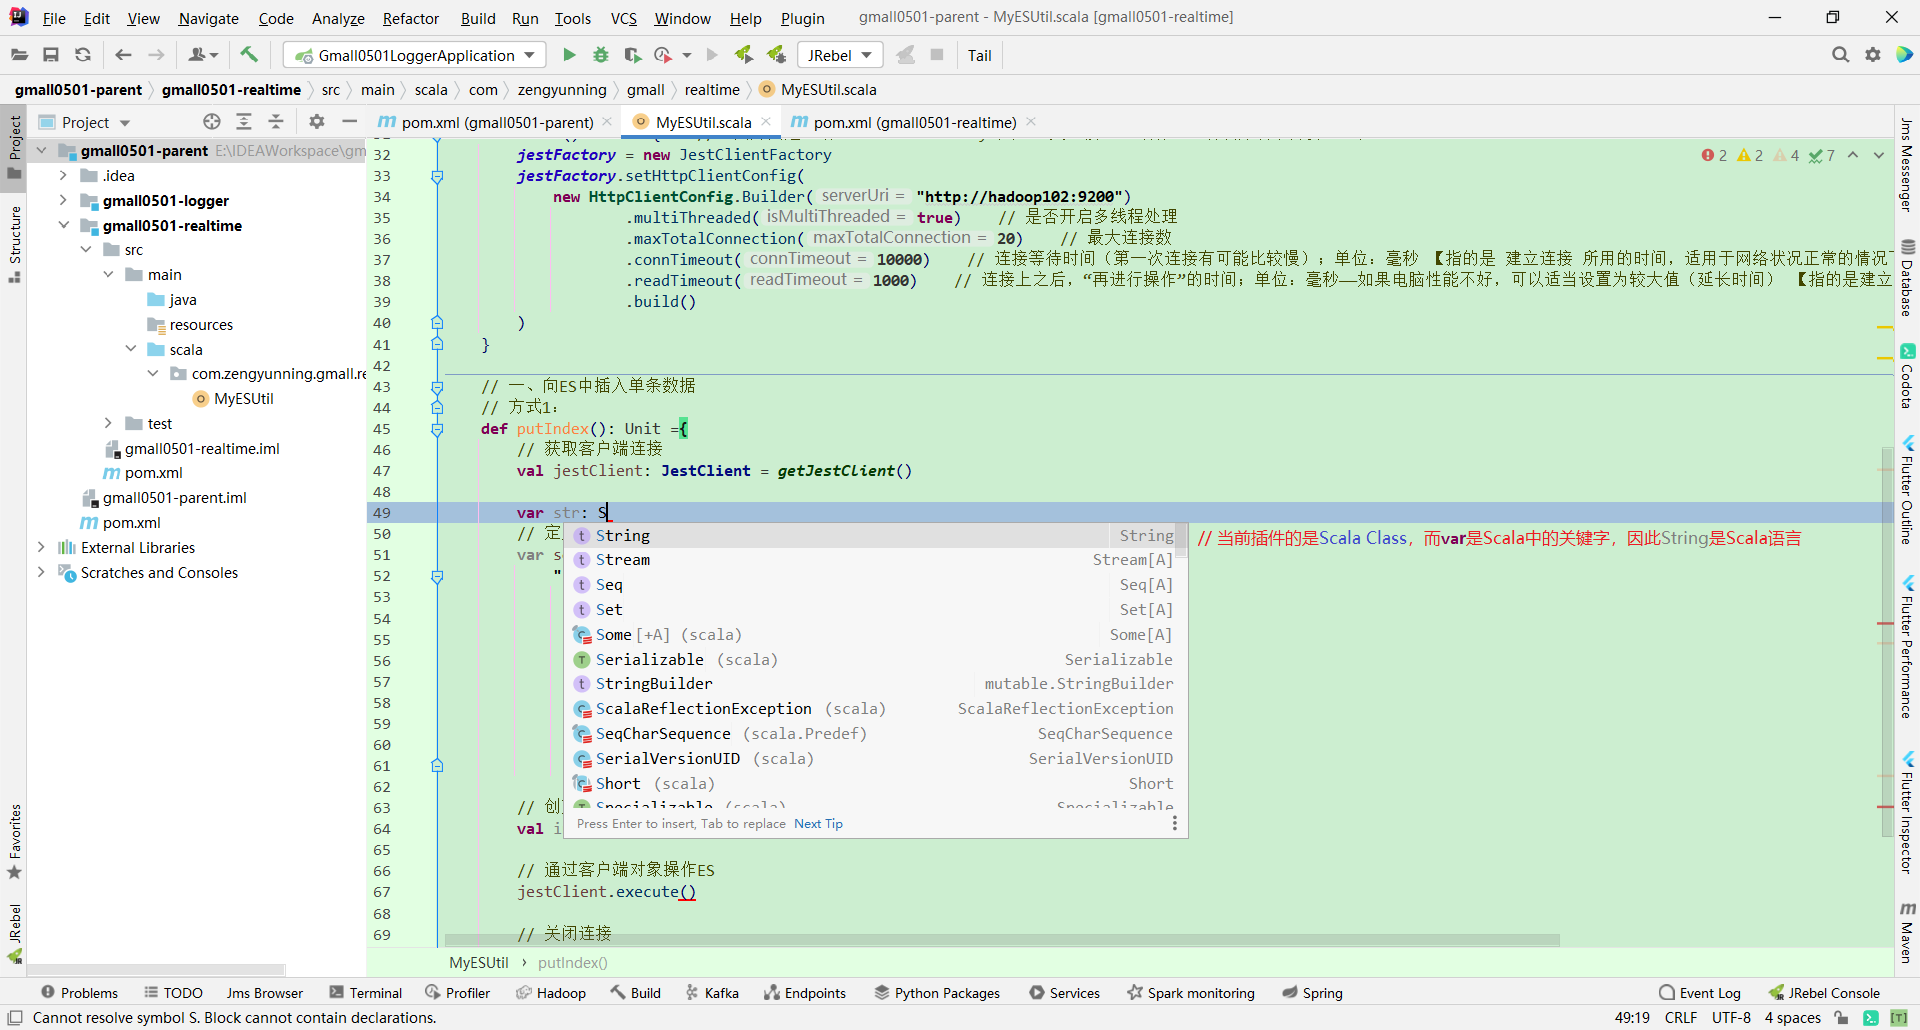 File Edit View Navigate Code Analyze Refactor Build Run Tools VCS Window Help Plugin gmall0501-parent - MyESUtil.scala [gmall0501-realtime]
Gmall0501LoggerApplication JRebel Tail
gmall0501-parent gmall0501-realtime src main scala com zengyunning gmall realtime MyESUtil.scala
Project pom.xml (gmall0501-parent) MyESUtil.scala pom.xml (gmall0501-realtime)
gmall0501-parent E:\IDEAWorkspace\gm
.idea
gmall0501-logger
gmall0501-realtime
src
main
java
resources
scala
com.zengyunning.gmall.re
MyESUtil
test
gmall0501-realtime.iml
pom.xml
gmall0501-parent.iml
pom.xml
External Libraries
Scratches and Consoles
2 2 4 7
32 jestFactory = new JestClientFactory
33 jestFactory.setHttpClientConfig(
34 new HttpClientConfig.Builder( serverUri = "http://hadoop102:9200")
35 .multiThreaded( isMultiThreaded = true) // 是否开启多线程处理
36 .maxTotalConnection( maxTotalConnection = 20) // 最大连接数
37 .connTimeout( connTimeout = 10000) // 连接等待时间（第一次连接有可能比较慢）；单位：毫秒 【指的是 建立连接 所用的时间，适用于网络状况正常的情况
38 .readTimeout( readTimeout = 1000) // 连接上之后，“再进行操作”的时间；单位：毫秒——如果电脑性能不好，可以适当设置为较大值（延长时间） 【指的是建立
39 .build()
40 )
41 }
42
43 // 一、向ES中插入单条数据
44 // 方式1：
45 def putIndex(): Unit ={
46 // 获取客户端连接
47 val jestClient: JestClient = getJestClient()
48
49 var str: S
50 // 定
51 var s
52 "
53
54
55
56
57
58
59
60
61
62
63 // 创
64 val i
65
66 // 通过客户端对象操作ES
67 jestClient.execute()
68
69 // 关闭连接
String String
Stream Stream[A]
Seq Seq[A]
Set Set[A]
Some[+A] (scala) Some[A]
Serializable (scala) Serializable
StringBuilder mutable.StringBuilder
ScalaReflectionException (scala) ScalaReflectionException
SeqCharSequence (scala.Predef) SeqCharSequence
SerialVersionUID (scala) SerialVersionUID
Short (scala) Short
Specializable (scala) Specializable
Press Enter to insert, Tab to replace Next Tip
// 当前插件的是Scala Class，而var是Scala中的关键字，因此String是Scala语言
MyESUtil putIndex()
Project
Structure
Favorites
JRebel
Jms Messenger
Database
Codota
Flutter Outline
Flutter Performance
Flutter Inspector
Maven
Problems TODO Jms Browser Terminal Profiler Hadoop Build Kafka Endpoints Python Packages Services Spark monitoring Spring Event Log JRebel Console
Cannot resolve symbol S. Block cannot contain declarations. 49:19 CRLF UTF-8 4 spaces